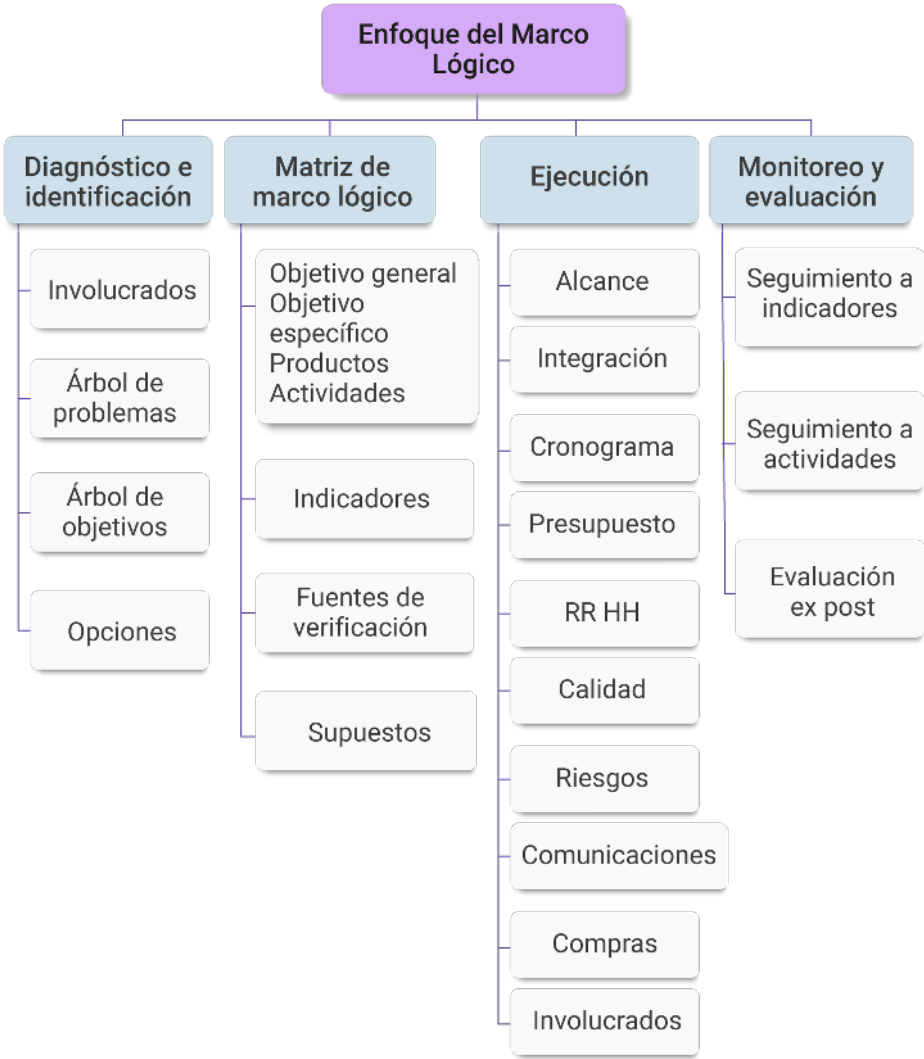 Enfoque del Marco
Lógico
Diagnóstico e
identificación
Involucrados
Árbol de
problemas
Árbol de
objetivos
Opciones
Matriz de
marco lógico
Objetivo general
Objetivo
específico
Productos
Actividades
Indicadores
Fuentes de
verificación
Supuestos
Ejecución
Alcance
Integración
Cronograma
Presupuesto
RR HH
Calidad
Riesgos
Comunicaciones
Compras
Involucrados
Monitoreo y
evaluación
Seguimiento a
indicadores
Seguimiento a
actividades
Evaluación
ex post